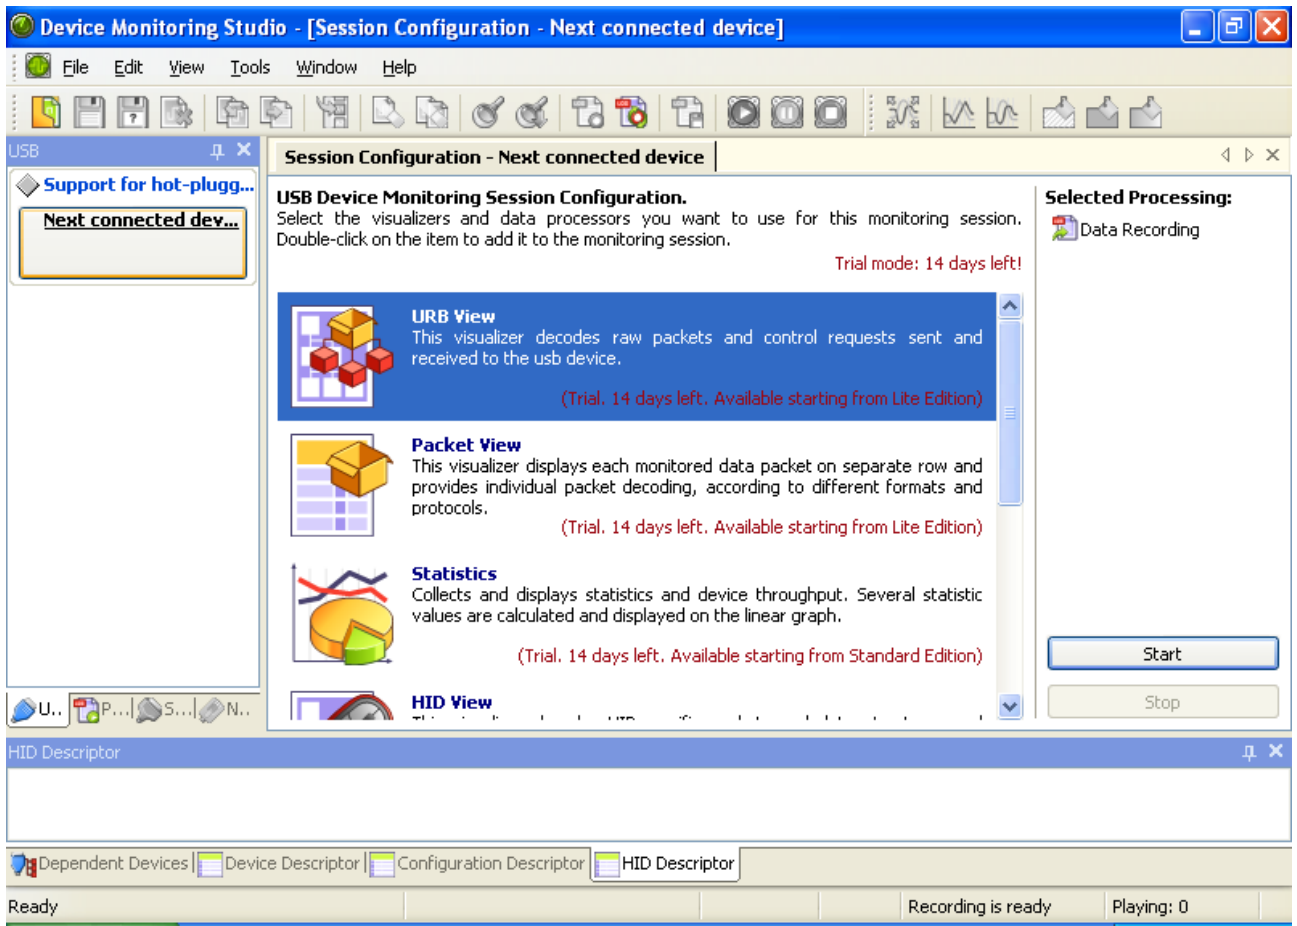 Device Monitoring Studio - [Session Configuration - Next connected device]
File Edit View Tools Window Help
USB
Support for hot-plugg...
Next connected dev...
Session Configuration - Next connected device
USB Device Monitoring Session Configuration.
Select the visualizers and data processors you want to use for this monitoring session.
Double-click on the item to add it to the monitoring session.
Trial mode: 14 days left!
URB View
This visualizer decodes raw packets and control requests sent and
received to the usb device.
(Trial. 14 days left. Available starting from Lite Edition)
Packet View
This visualizer displays each monitored data packet on separate row and
provides individual packet decoding, according to different formats and
protocols.
(Trial. 14 days left. Available starting from Lite Edition)
Statistics
Collects and displays statistics and device throughput. Several statistic
values are calculated and displayed on the linear graph.
(Trial. 14 days left. Available starting from Standard Edition)
HID View
Selected Processing:
Data Recording
Start
Stop
U.. P... S... N..
HID Descriptor
Dependent Devices Device Descriptor Configuration Descriptor HID Descriptor
Ready Recording is ready Playing: 0